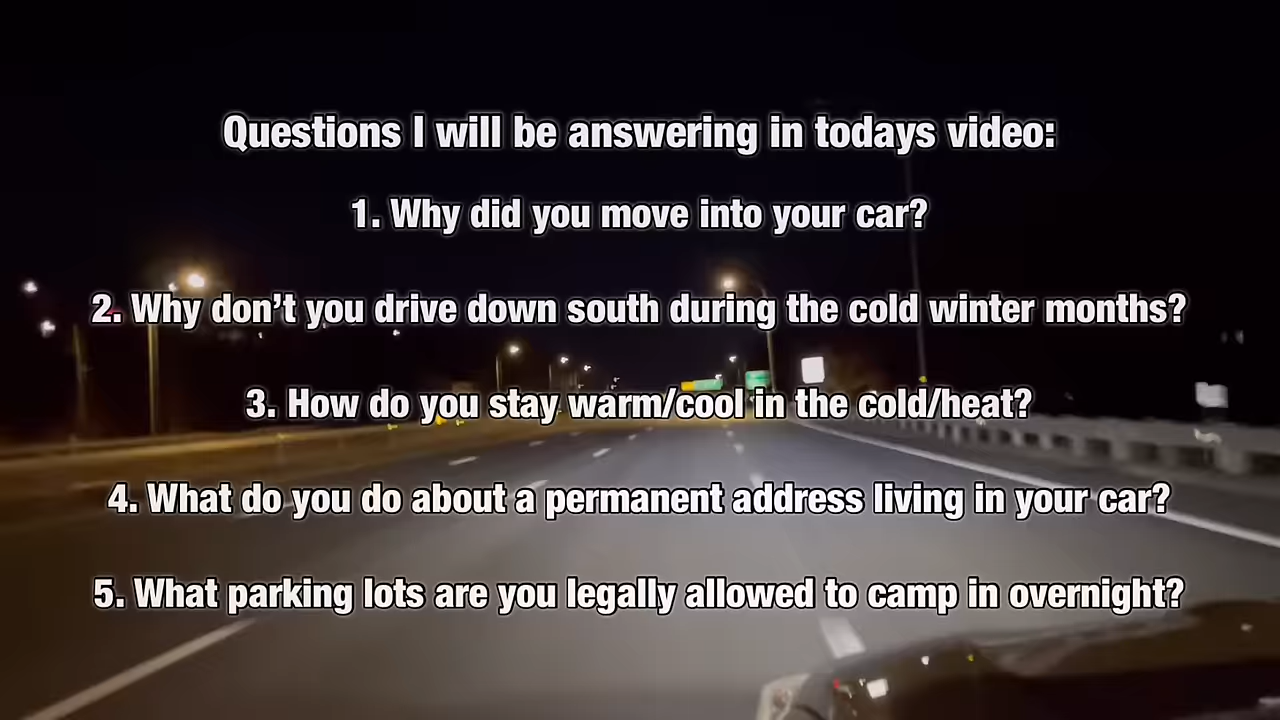 Questions I will be answering in todays video:
1. Why did you move into your car?
2. Why don’t you drive down south during the cold winter months?
3. How do you stay warm/cool in the cold/heat?
4. What do you do about a permanent address living in your car?
5. What parking lots are you legally allowed to camp in overnight?